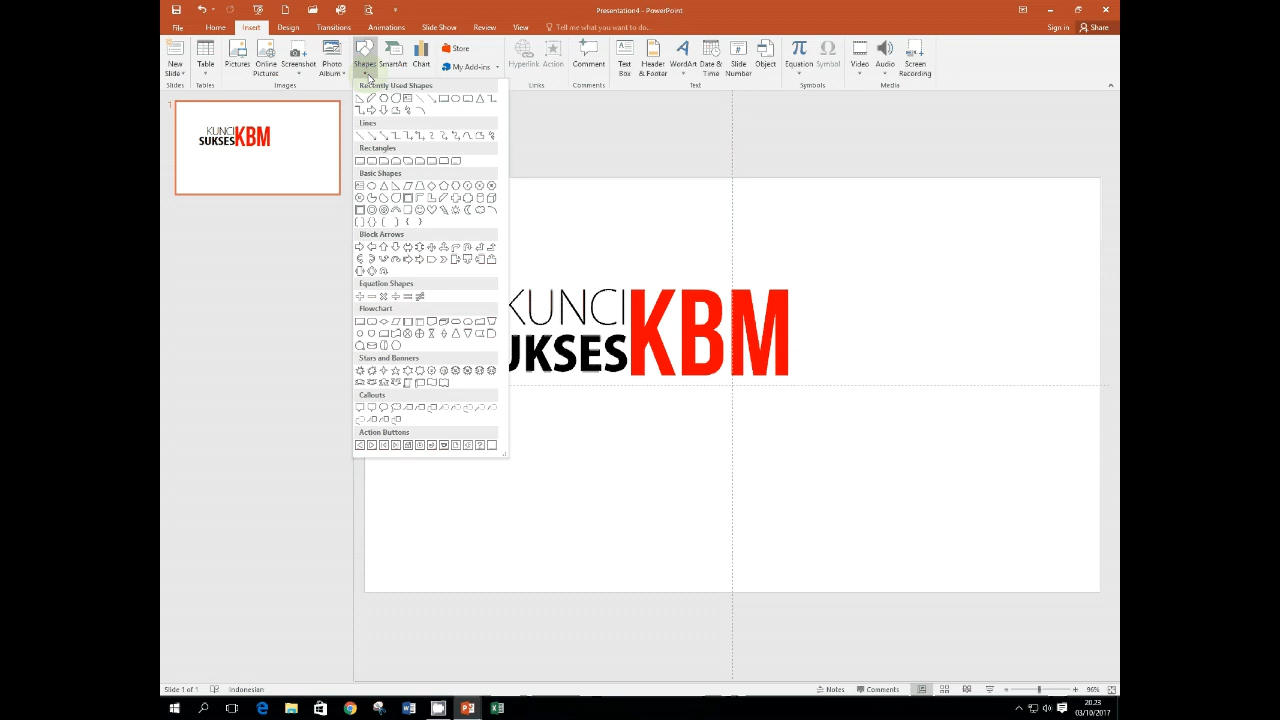 Presentation4 - PowerPoint
File Home Insert Design Transitions Animations Slide Show Review View Tell me what you want to do... Sign in Share
New Slide Table Pictures Online Pictures Screenshot Photo Album Shapes SmartArt Chart Store My Add-ins Hyperlink Action Comment Text Box Header & Footer WordArt Date & Time Slide Number Object Equation Symbol Video Audio Screen Recording
Slides Tables Images Links Comments Text Symbols Media
Recently Used Shapes
Lines
Rectangles
Basic Shapes
Block Arrows
Equation Shapes
Flowchart
Stars and Banners
Callouts
Action Buttons
1
KUNCI
SUKSES KBM
KUNCI
UKSES KBM
Slide 1 of 1 Indonesian Notes Comments 96%
20.23
03/10/2017